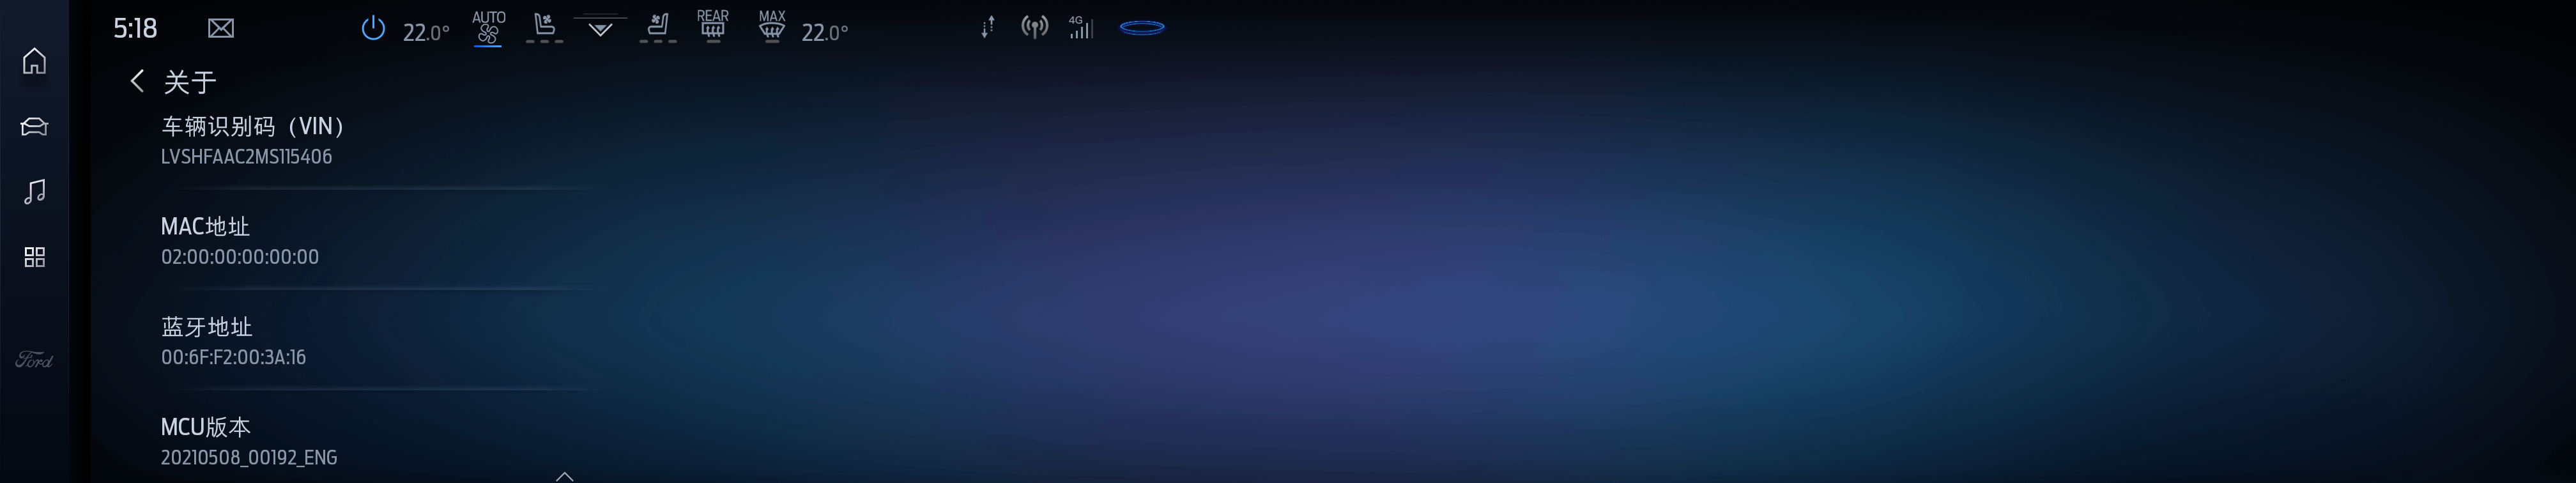 5:18
22.0°
AUTO
REAR
MAX
22.0°
4G
关于
车辆识别码（VIN）
LVSHFAAC2MS115406
MAC地址
02:00:00:00:00:00
蓝牙地址
00:6F:F2:00:3A:16
Ford
MCU版本
20210508_00192_ENG